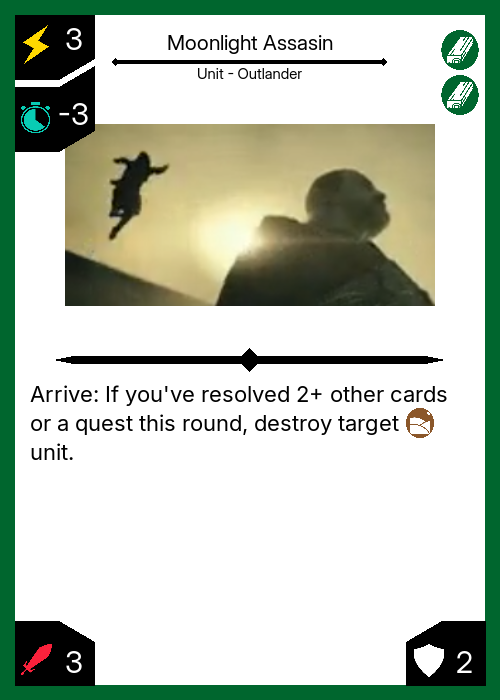 3
Moonlight Assasin
Unit - Outlander
-3
Arrive: If you've resolved 2+ other cards
or a quest this round, destroy target
unit.
3
2